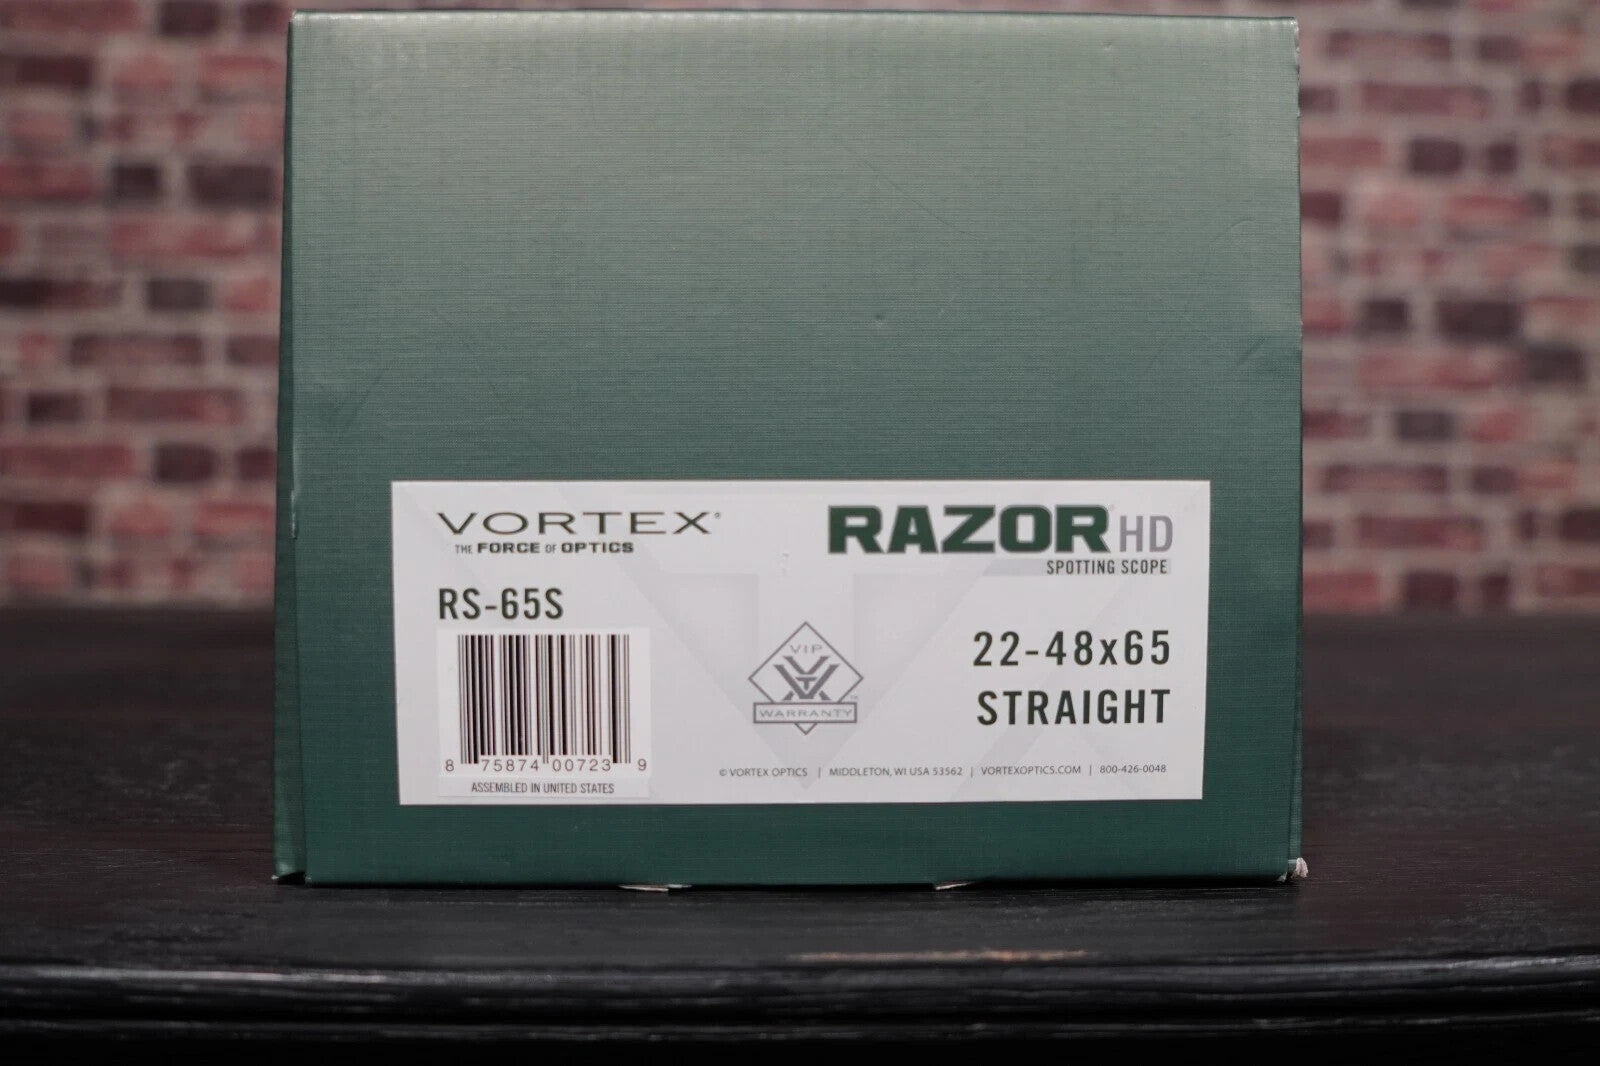 VORTEX®
THE FORCE OF OPTICS
RAZOR® HD
SPOTTING SCOPE
RS-65S
8 75874 00723 9
ASSEMBLED IN UNITED STATES
VIP
WARRANTY™
22-48x65
STRAIGHT
© VORTEX OPTICS | MIDDLETON, WI USA 53562 | VORTEXOPTICS.COM | 800-426-0048